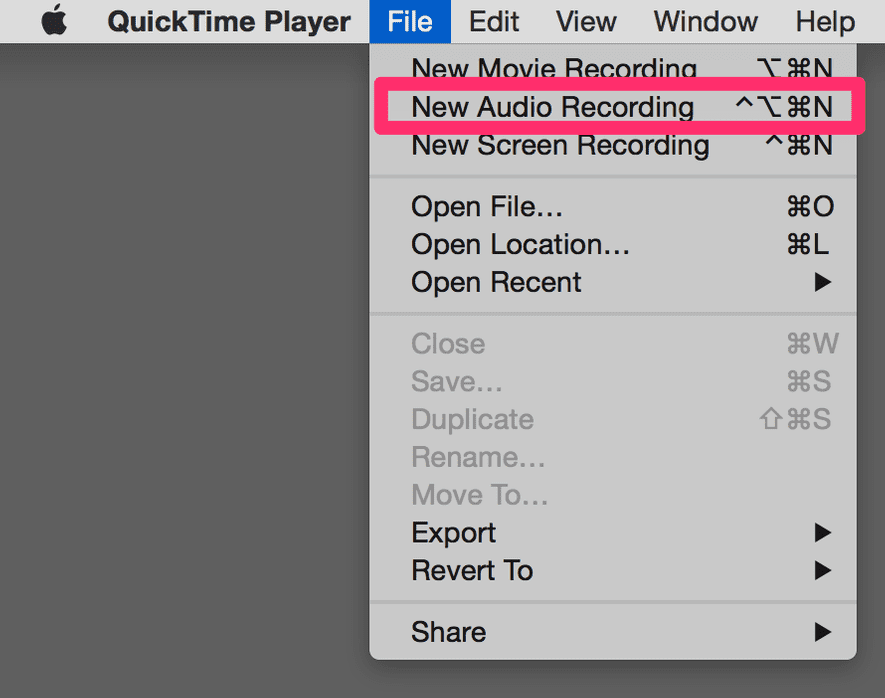 QuickTime Player File Edit View Window Help
New Movie Recording ⌥⌘N
New Audio Recording ^⌥⌘N
New Screen Recording ^⌘N
Open File... ⌘O
Open Location... ⌘L
Open Recent ▶
Close ⌘W
Save... ⌘S
Duplicate ⇧⌘S
Rename...
Move To...
Export ▶
Revert To ▶
Share ▶